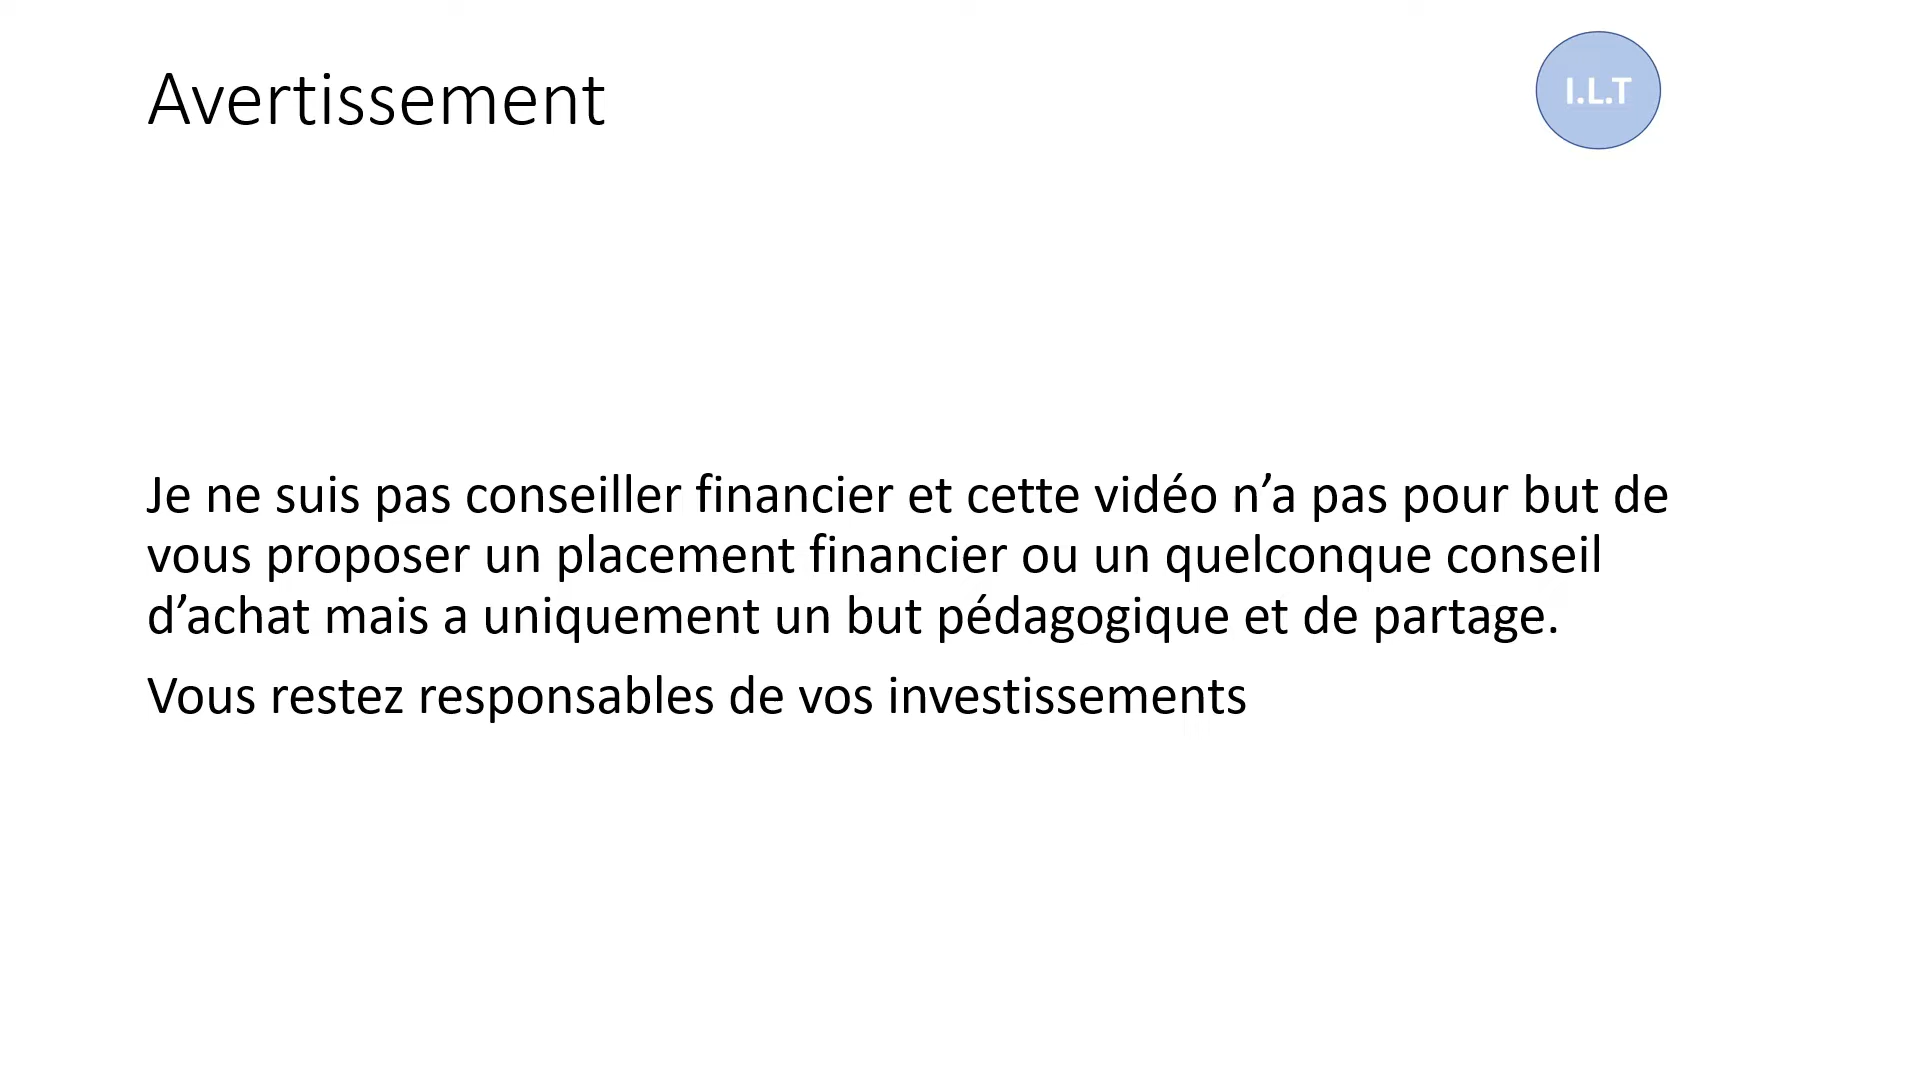 Avertissement
I.L.T
Je ne suis pas conseiller financier et cette vidéo n’a pas pour but de
vous proposer un placement financier ou un quelconque conseil
d’achat mais a uniquement un but pédagogique et de partage.
Vous restez responsables de vos investissements